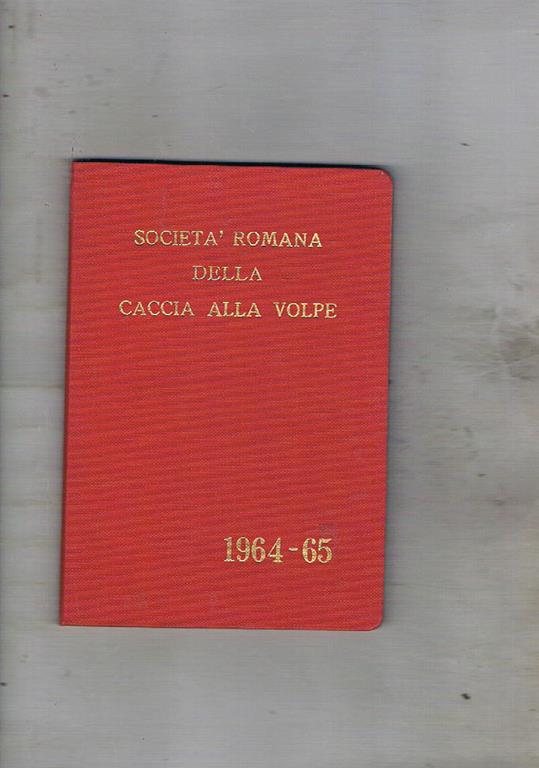 SOCIETA' ROMANA
DELLA
CACCIA ALLA VOLPE
1964-65